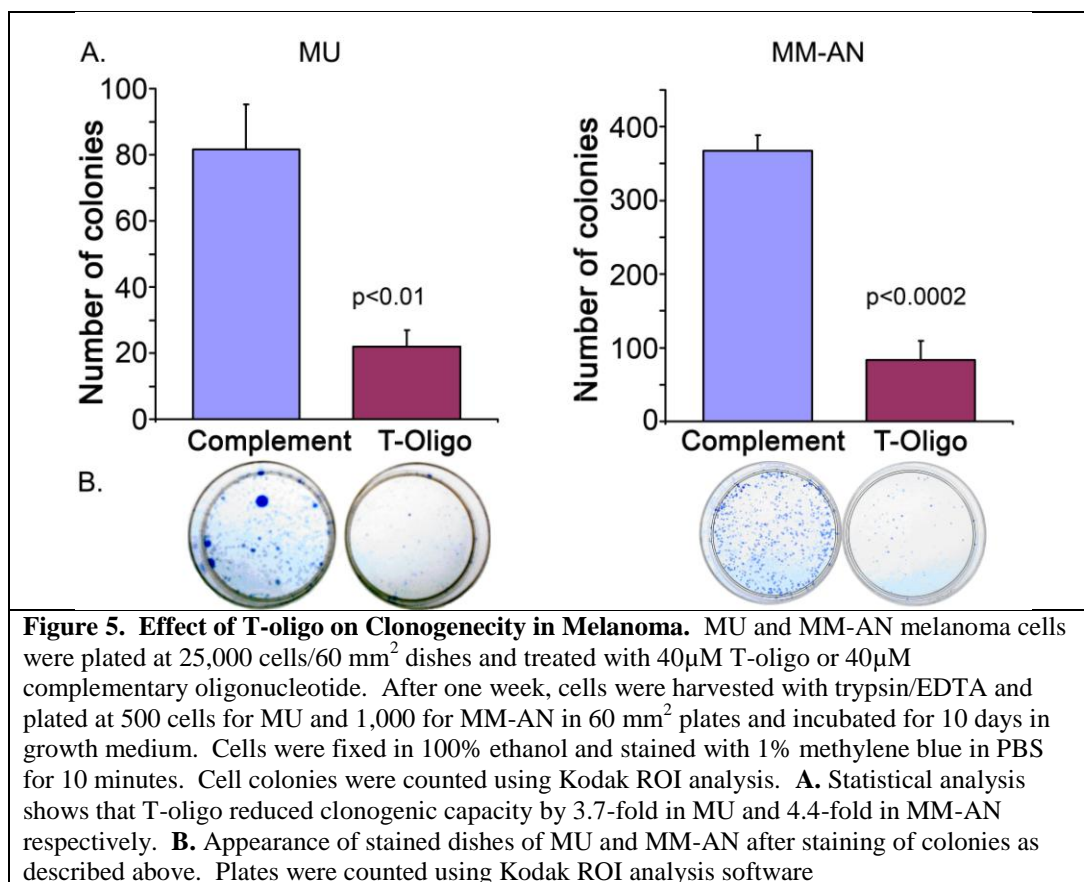 A.
MU
MM-AN
Number of colonies
100
80
60
40
20
0
p<0.01
Complement T-Oligo
Number of colonies
400
300
200
100
0
p<0.0002
Complement T-Oligo
B.
Figure 5. Effect of T-oligo on Clonogenecity in Melanoma. MU and MM-AN melanoma cells
were plated at 25,000 cells/60 mm² dishes and treated with 40μM T-oligo or 40μM
complementary oligonucleotide. After one week, cells were harvested with trypsin/EDTA and
plated at 500 cells for MU and 1,000 for MM-AN in 60 mm² plates and incubated for 10 days in
growth medium. Cells were fixed in 100% ethanol and stained with 1% methylene blue in PBS
for 10 minutes. Cell colonies were counted using Kodak ROI analysis. A. Statistical analysis
shows that T-oligo reduced clonogenic capacity by 3.7-fold in MU and 4.4-fold in MM-AN
respectively. B. Appearance of stained dishes of MU and MM-AN after staining of colonies as
described above. Plates were counted using Kodak ROI analysis software